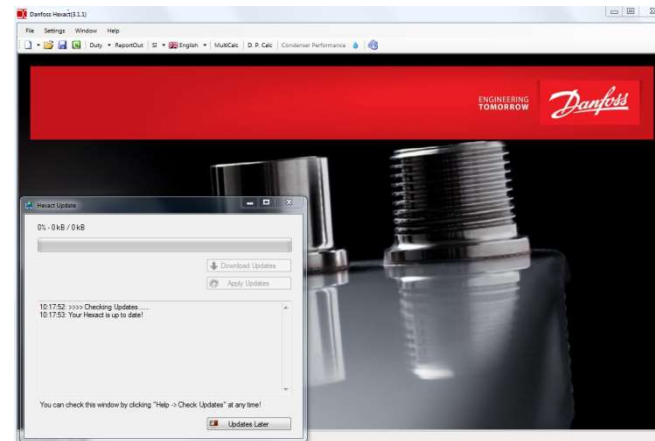 Danfoss Hexact(3.1.1)
File Settings Window Help
Duty ReportOut SI English MultiCalc D. P. Calc Condenser Performance
ENGINEERING
TOMORROW
Danfoss
Hexact Update
0% - 0 kB / 0 kB
Download Updates
Apply Updates
10:17:52: >>>> Checking Updates......
10:17:53: Your Hexact is up to date!
You can check this window by clicking "Help -> Check Updates" at any time!
Updates Later